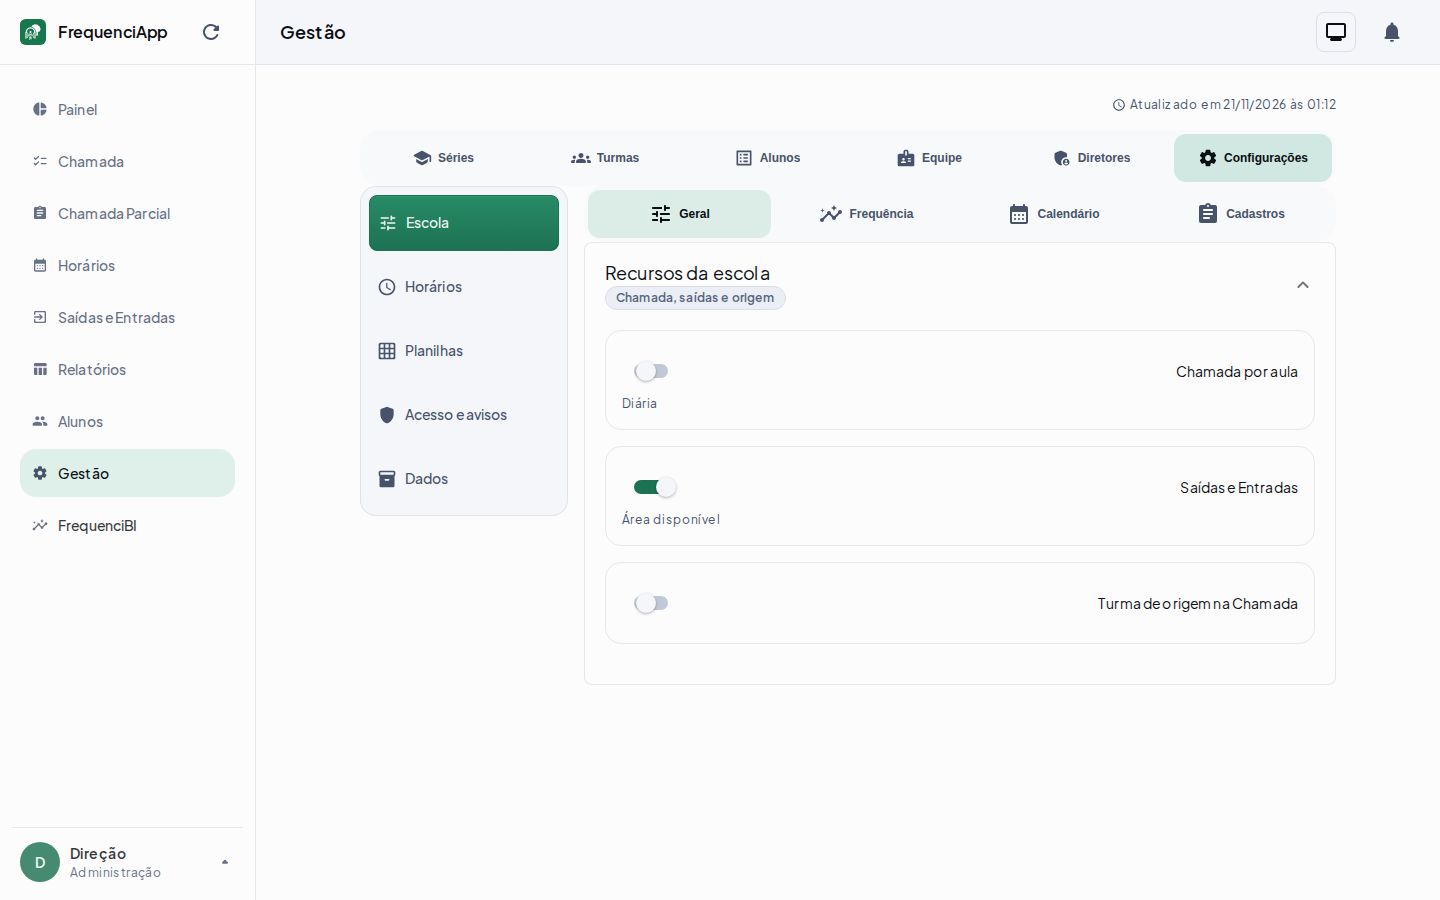 FrequenciApp
Gestão
Painel
Chamada
Chamada Parcial
Horários
Saídas e Entradas
Relatórios
Alunos
Gestão
FrequenciBI
D
Direção
Administração
Atualizado em 21/11/2026 às 01:12
Séries
Turmas
Alunos
Equipe
Diretores
Configurações
Escola
Horários
Planilhas
Acesso e avisos
Dados
Geral
Frequência
Calendário
Cadastros
Recursos da escola
Chamada, saídas e origem
Chamada por aula
Diária
Saídas e Entradas
Área disponível
Turma de origem na Chamada